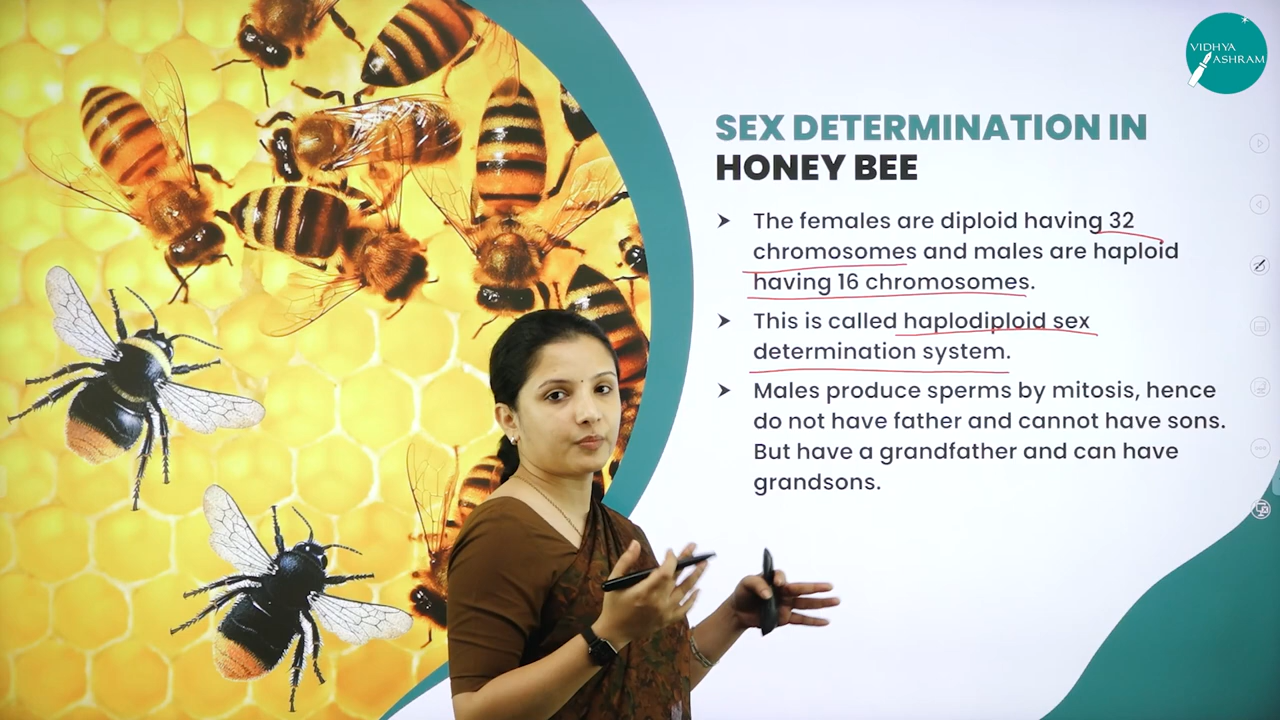 VIDHYA
ASHRAM
SEX DETERMINATION IN
HONEY BEE
➤ The females are diploid having 32
chromosomes and males are haploid
having 16 chromosomes.
➤ This is called haplodiploid sex
determination system.
➤ Males produce sperms by mitosis, hence
do not have father and cannot have sons.
But have a grandfather and can have
grandsons.